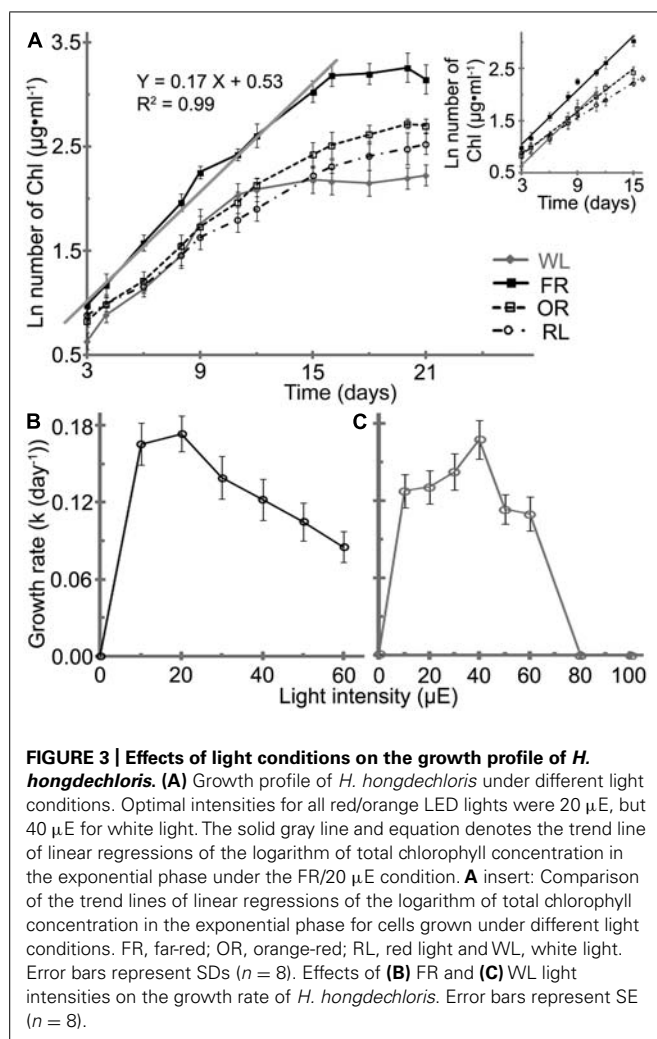 A
3.5
2.5
1.5
0.5
Ln number of Chl (µg•ml-1)
Y = 0.17 X + 0.53
R2 = 0.99
3
9
15
21
Time (days)
Ln number of
Chl (µg•ml-1)
2.5
1.5
0.5
3
9
15
Time (days)
WL
FR
OR
RL
B
0.18
0.12
0.06
0.00
Growth rate (k (day-1))
0
20
40
60
C
0
20
40
60
80
100
Light intensity (µE)
FIGURE 3 | Effects of light conditions on the growth profile of H.
hongdechloris. (A) Growth profile of H. hongdechloris under different light
conditions. Optimal intensities for all red/orange LED lights were 20 µE, but
40 µE for white light. The solid gray line and equation denotes the trend line
of linear regressions of the logarithm of total chlorophyll concentration in
the exponential phase under the FR/20 µE condition. A insert: Comparison
of the trend lines of linear regressions of the logarithm of total chlorophyll
concentration in the exponential phase for cells grown under different light
conditions. FR, far-red; OR, orange-red; RL, red light and WL, white light.
Error bars represent SDs (n = 8). Effects of (B) FR and (C) WL light
intensities on the growth rate of H. hongdechloris. Error bars represent SE
(n = 8).